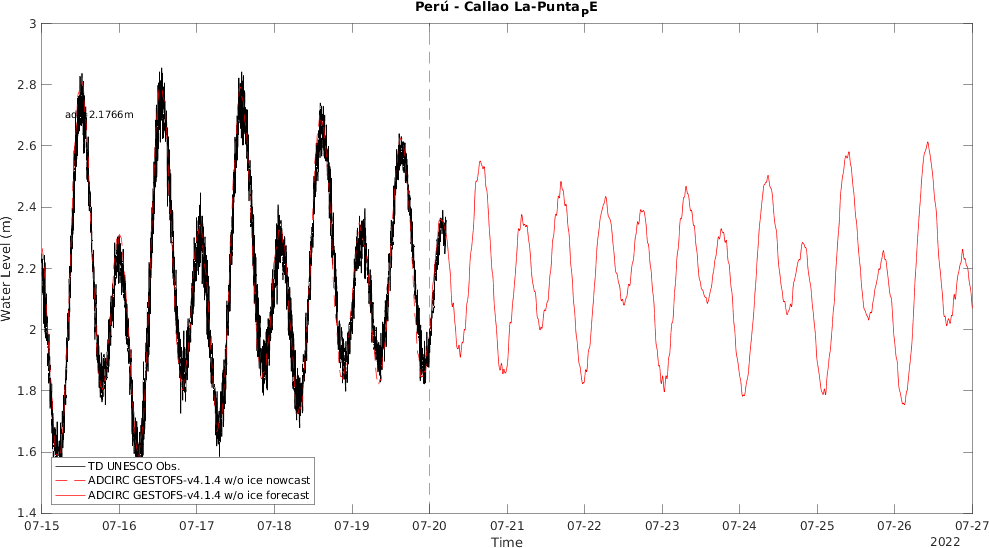 Perú - Callao La-PuntapE
3
2.8
2.6
2.4
2.2
2
1.8
1.6
1.4
Water Level (m)
2.1766m
TD UNESCO Obs.
ADCIRC GESTOFS-v4.1.4 w/o ice nowcast
ADCIRC GESTOFS-v4.1.4 w/o ice forecast
07-15 07-16 07-17 07-18 07-19 07-20 07-21 07-22 07-23 07-24 07-25 07-26 07-27
Time
2022